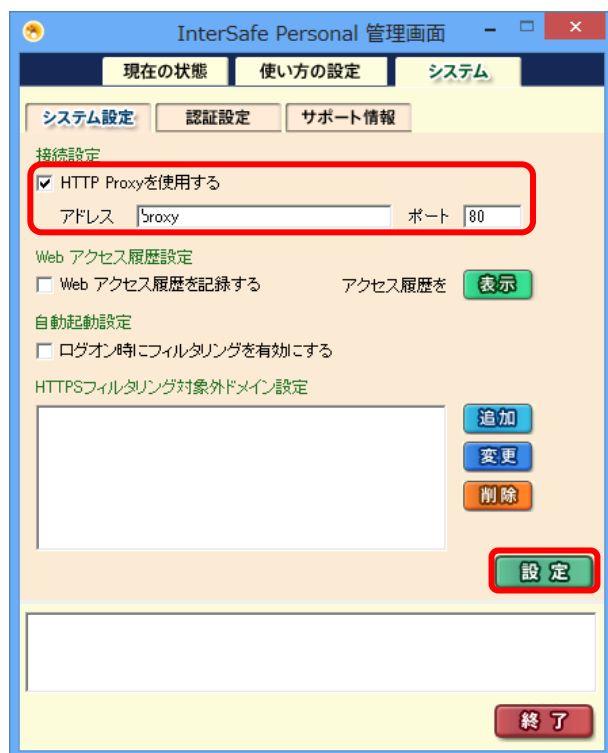 InterSafe Personal 管理画面
現在の状態 使い方の設定 システム
システム設定 認証設定 サポート情報
接続設定
HTTP Proxyを使用する
アドレス proxy ポート 80
Web アクセス履歴設定
Web アクセス履歴を記録する アクセス履歴を 表示
自動起動設定
ログオン時にフィルタリングを有効にする
HTTPSフィルタリング対象外ドメイン設定
追加
変更
削除
設定
終了